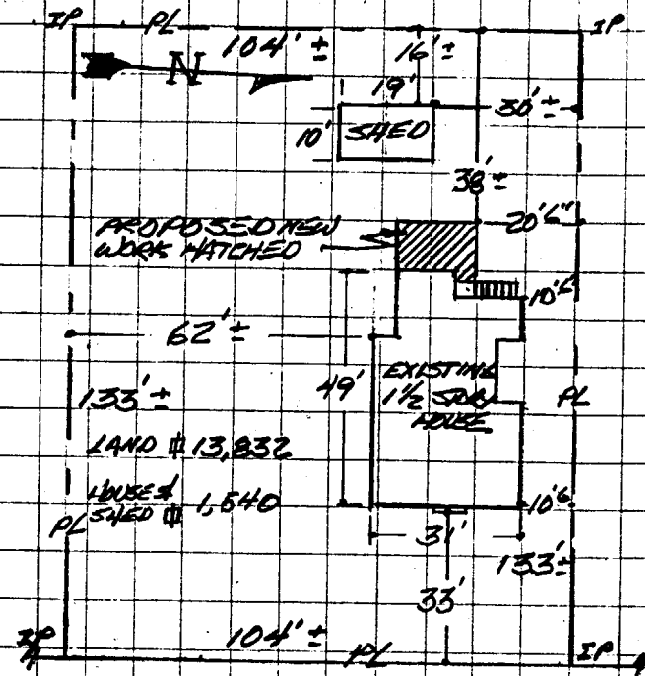 IP PL IP
104'±
N
16'±
19'
30'±
10' SHED
38'±
PROPOSED NEW
WORK HATCHED
20'6"
10'6"
62'±
EXISTING
1½ STORY
HOUSE
49'
133'±
PL
LAND ⌗ 13,832
HOUSE &
SHED ⌗ 1,540
PL
10'6
31'
133'±
33'
IP 104'± PL IP